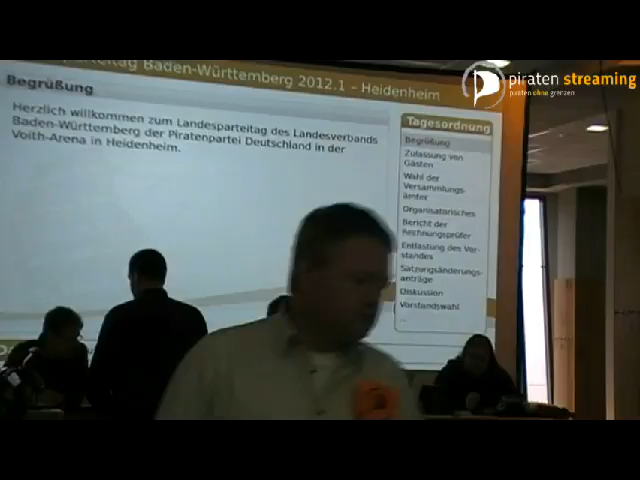 piraten streaming
piraten ohne grenzen
Baden-Württemberg 2012.1 - Heidenheim
Begrüßung
Herzlich willkommen zum Landesparteitag des Landesverbands
Baden-Württemberg der Piratenpartei Deutschland in der
Voith-Arena in Heidenheim.
Tagesordnung
Begrüßung
Zulassung von
Gästen
Wahl der
Versammlungs-
ämter
Organisatorisches
Bericht der
Rechnungsprüfer
Entlastung des Vor-
standes
Satzungsänderungs-
anträge
Diskussion
Vorstandswahl
...